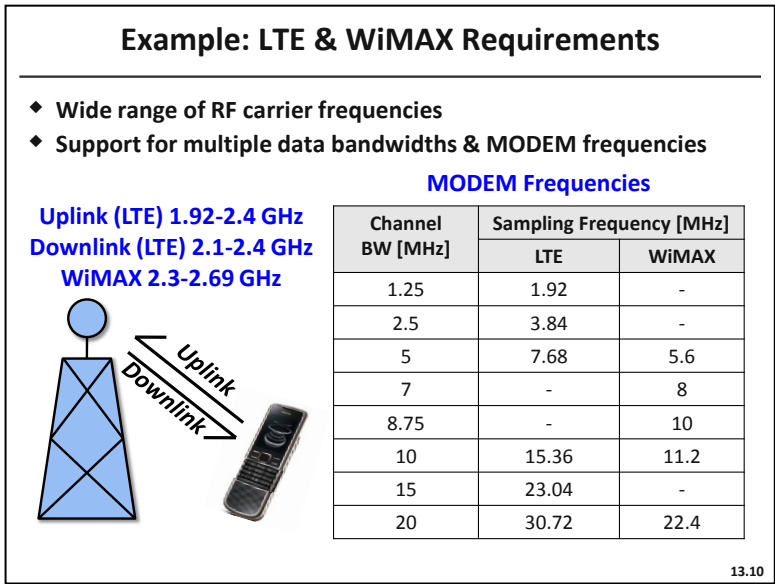 Example: LTE & WiMAX Requirements
◆ Wide range of RF carrier frequencies
◆ Support for multiple data bandwidths & MODEM frequencies
MODEM Frequencies
Uplink (LTE) 1.92-2.4 GHz
Downlink (LTE) 2.1-2.4 GHz
WiMAX 2.3-2.69 GHz
Uplink
Downlink
Channel BW [MHz] Sampling Frequency [MHz]
LTE WiMAX
1.25 1.92 -
2.5 3.84 -
5 7.68 5.6
7 - 8
8.75 - 10
10 15.36 11.2
15 23.04 -
20 30.72 22.4
13.10